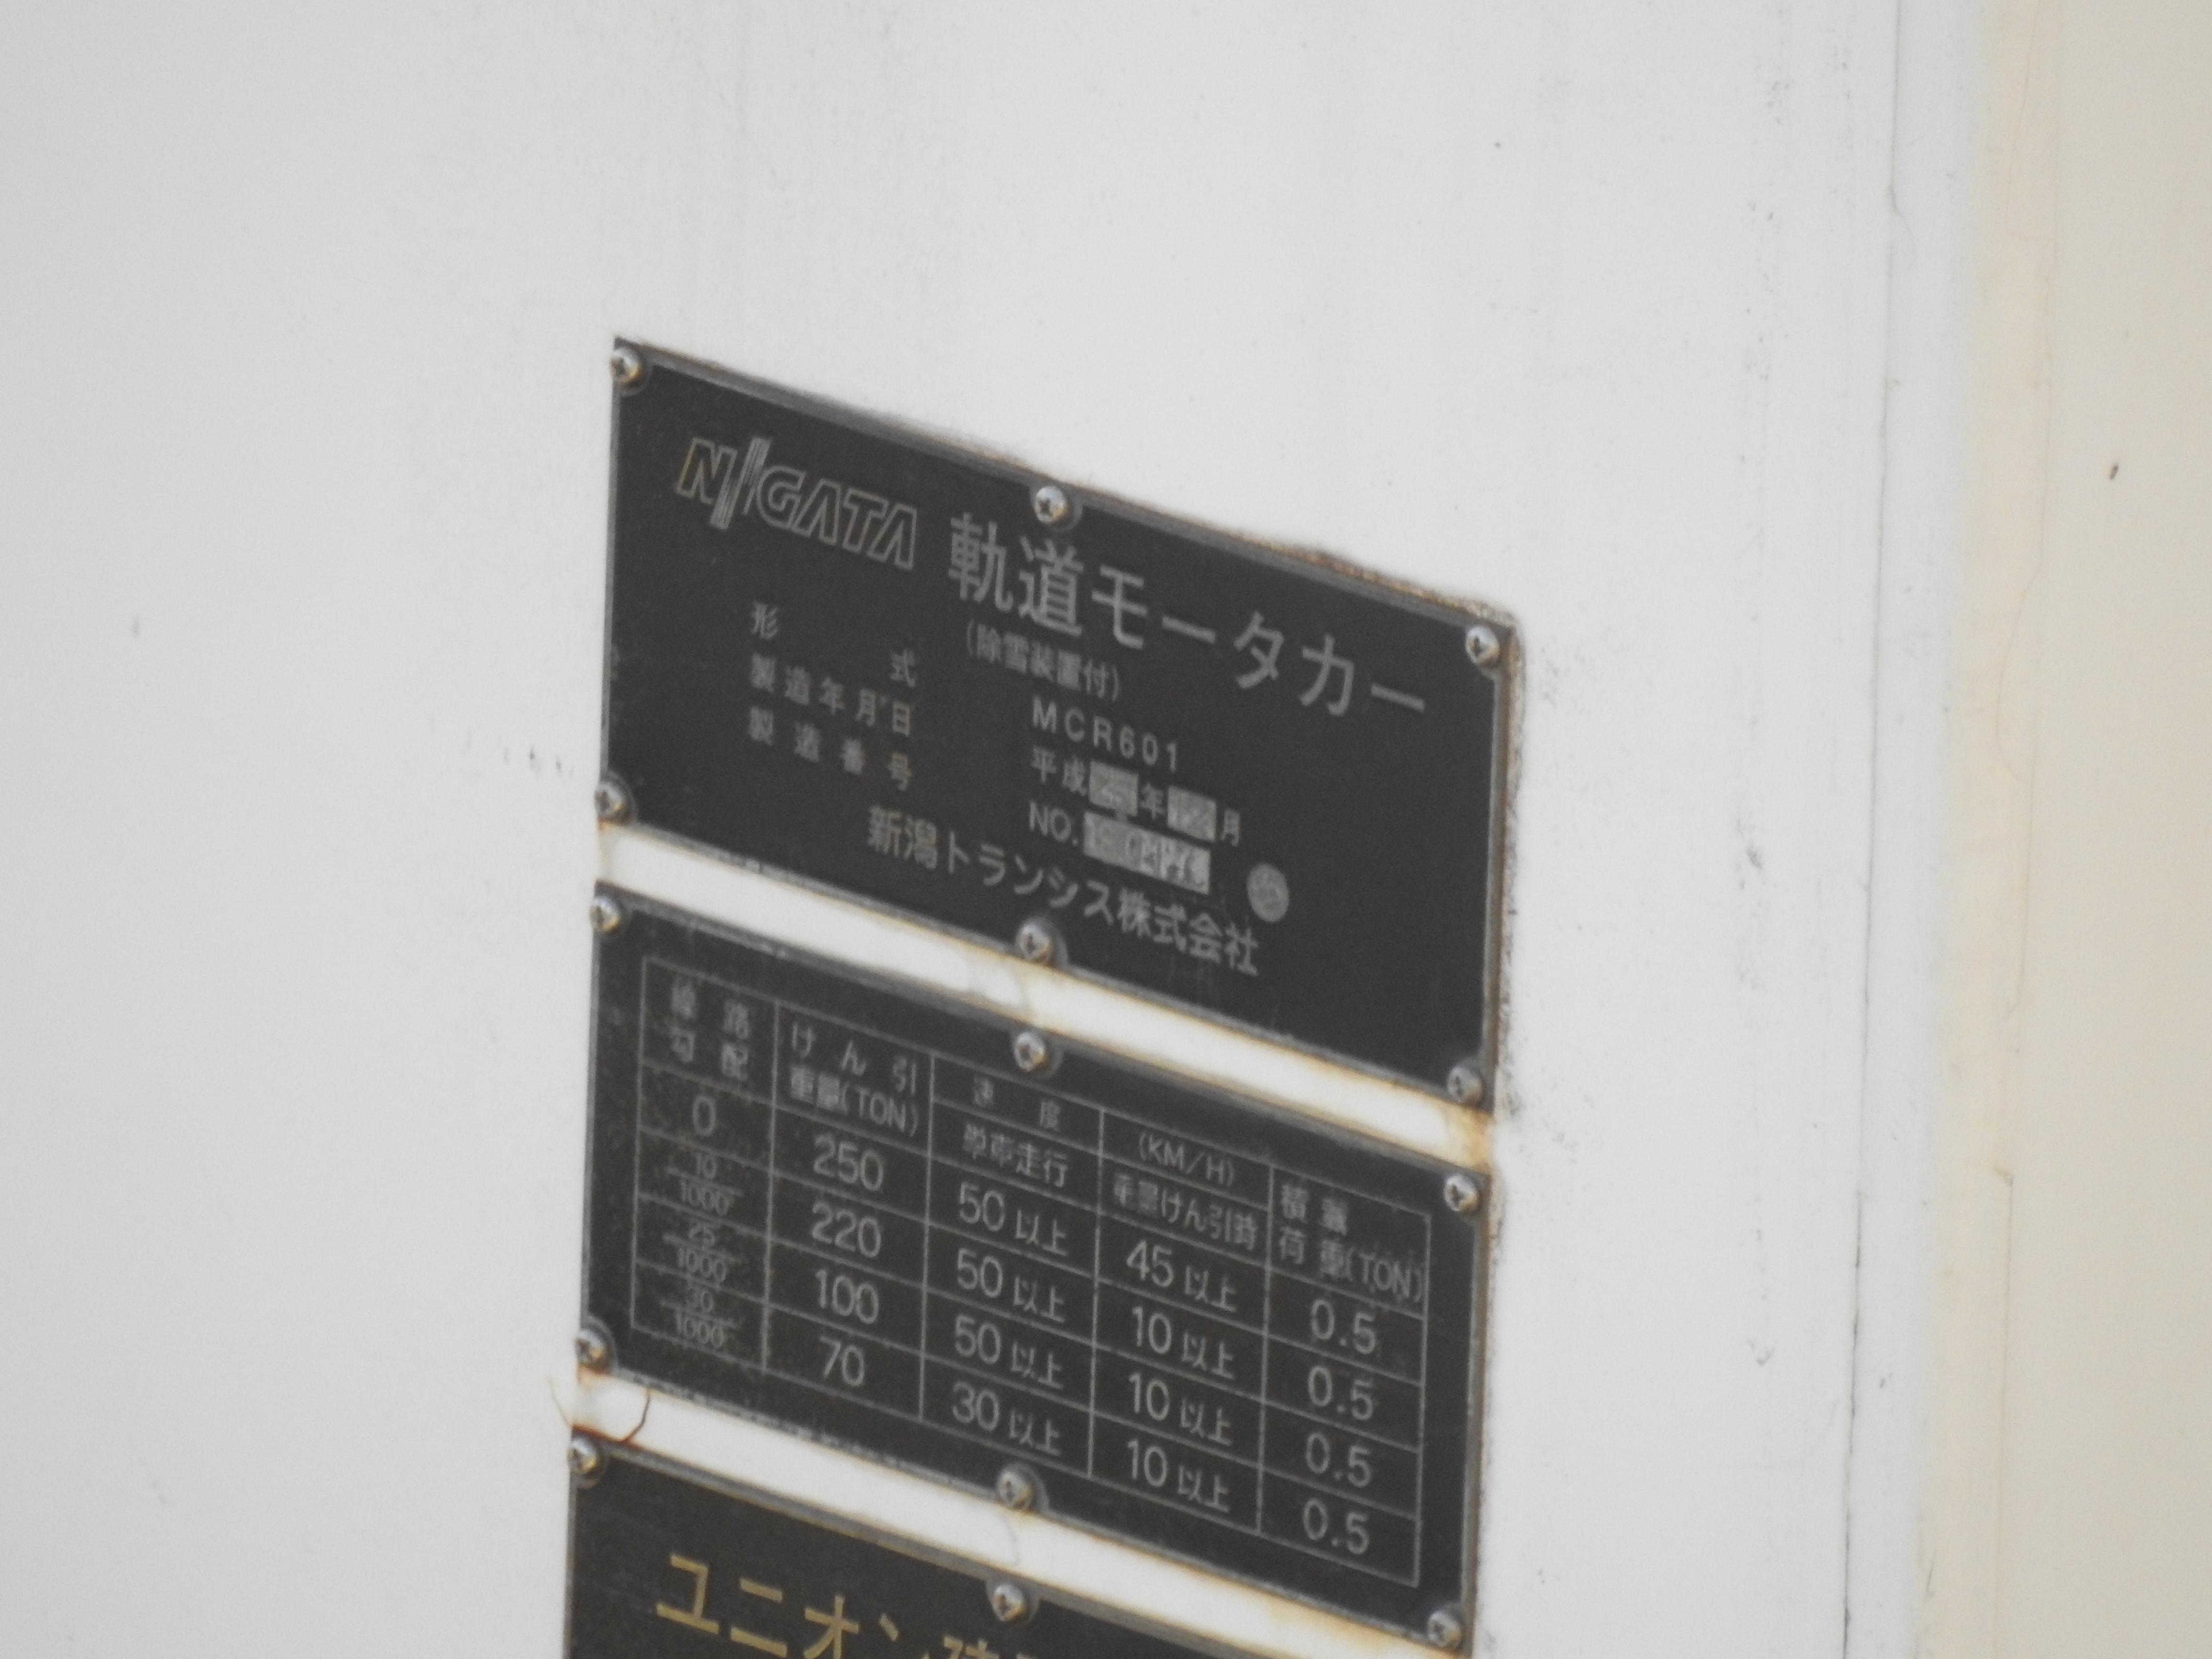 NIIGATA 軌道モータカー
(除雪装置付)
形 式 MCR601
製造年月日 平成 年 月
製造番号 NO.
新潟トランシス株式会社
線路勾配 けん引重量(TON) 速度 (KM/H) 積載荷重(TON)
単車走行 重量けん引時
0 250 50以上 45以上 0.5
10/1000 220 50以上 10以上 0.5
25/1000 100 50以上 10以上 0.5
30/1000 70 30以上 10以上 0.5
ユニオン